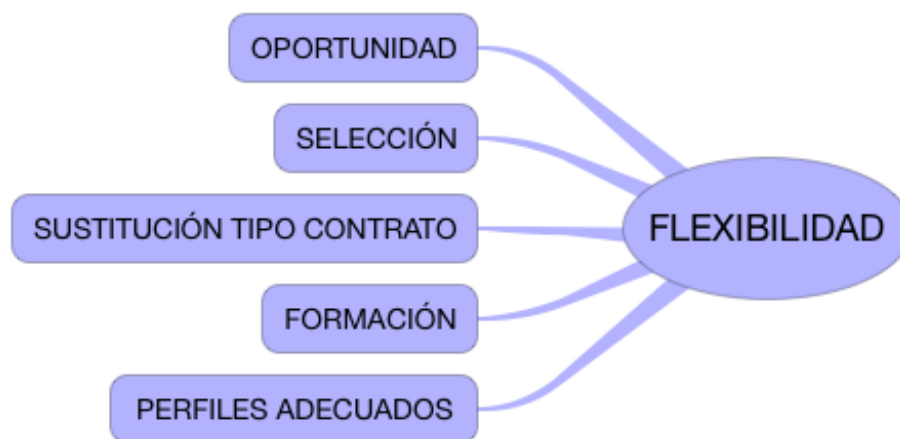 OPORTUNIDAD
SELECCIÓN
SUSTITUCIÓN TIPO CONTRATO
FORMACIÓN
PERFILES ADECUADOS
FLEXIBILIDAD